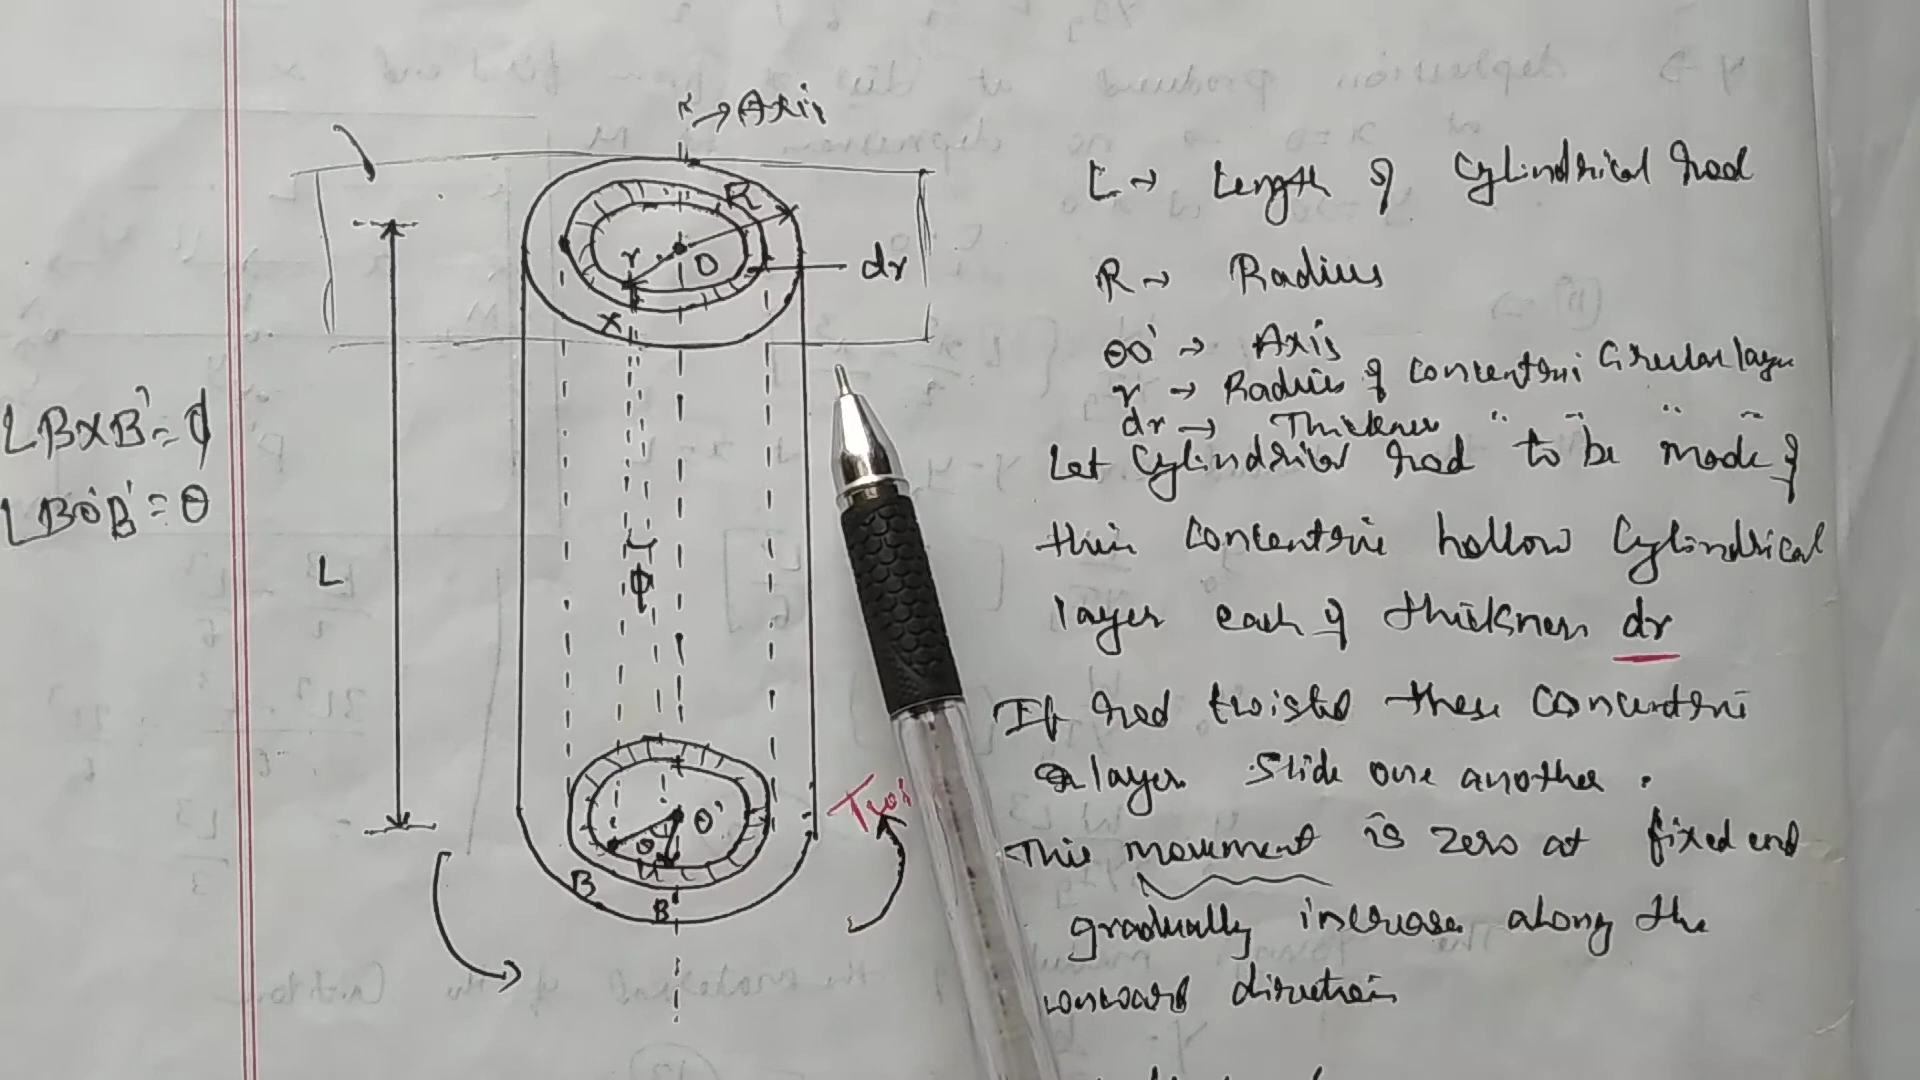 → Axis
R
r
O
dr
X
L
ϕ
∠BXB' = ϕ
∠BO'B' = θ
O'
θ
B
B'
L → Length of Cylindrical rod
R → Radius
OO' → Axis
r → Radius of concentric Circular layer
dr → Thickness " " " "
Let Cylindrical rod to be made of
thin concentric hollow Cylindrical
layer each of thickness dr
If rod twisted these Concentric
layer slide one another.
This movement is zero at fixed end
gradually increase along the
direction